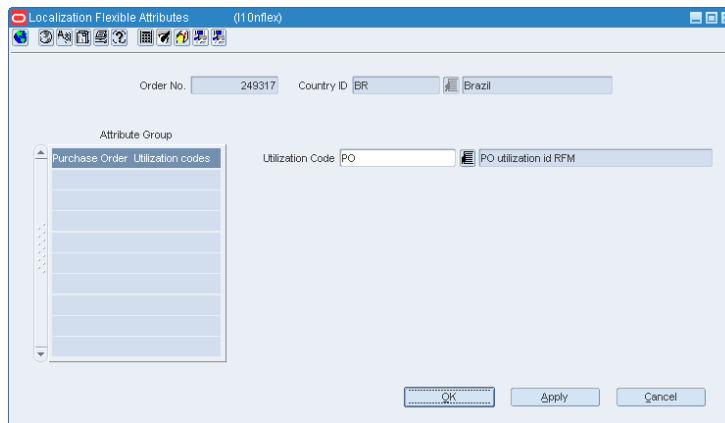 Localization Flexible Attributes (l10nflex)
Order No. 249317 Country ID BR Brazil
Attribute Group
Purchase Order Utilization codes Utilization Code PO PO utilization id RFM
OK Apply Cancel